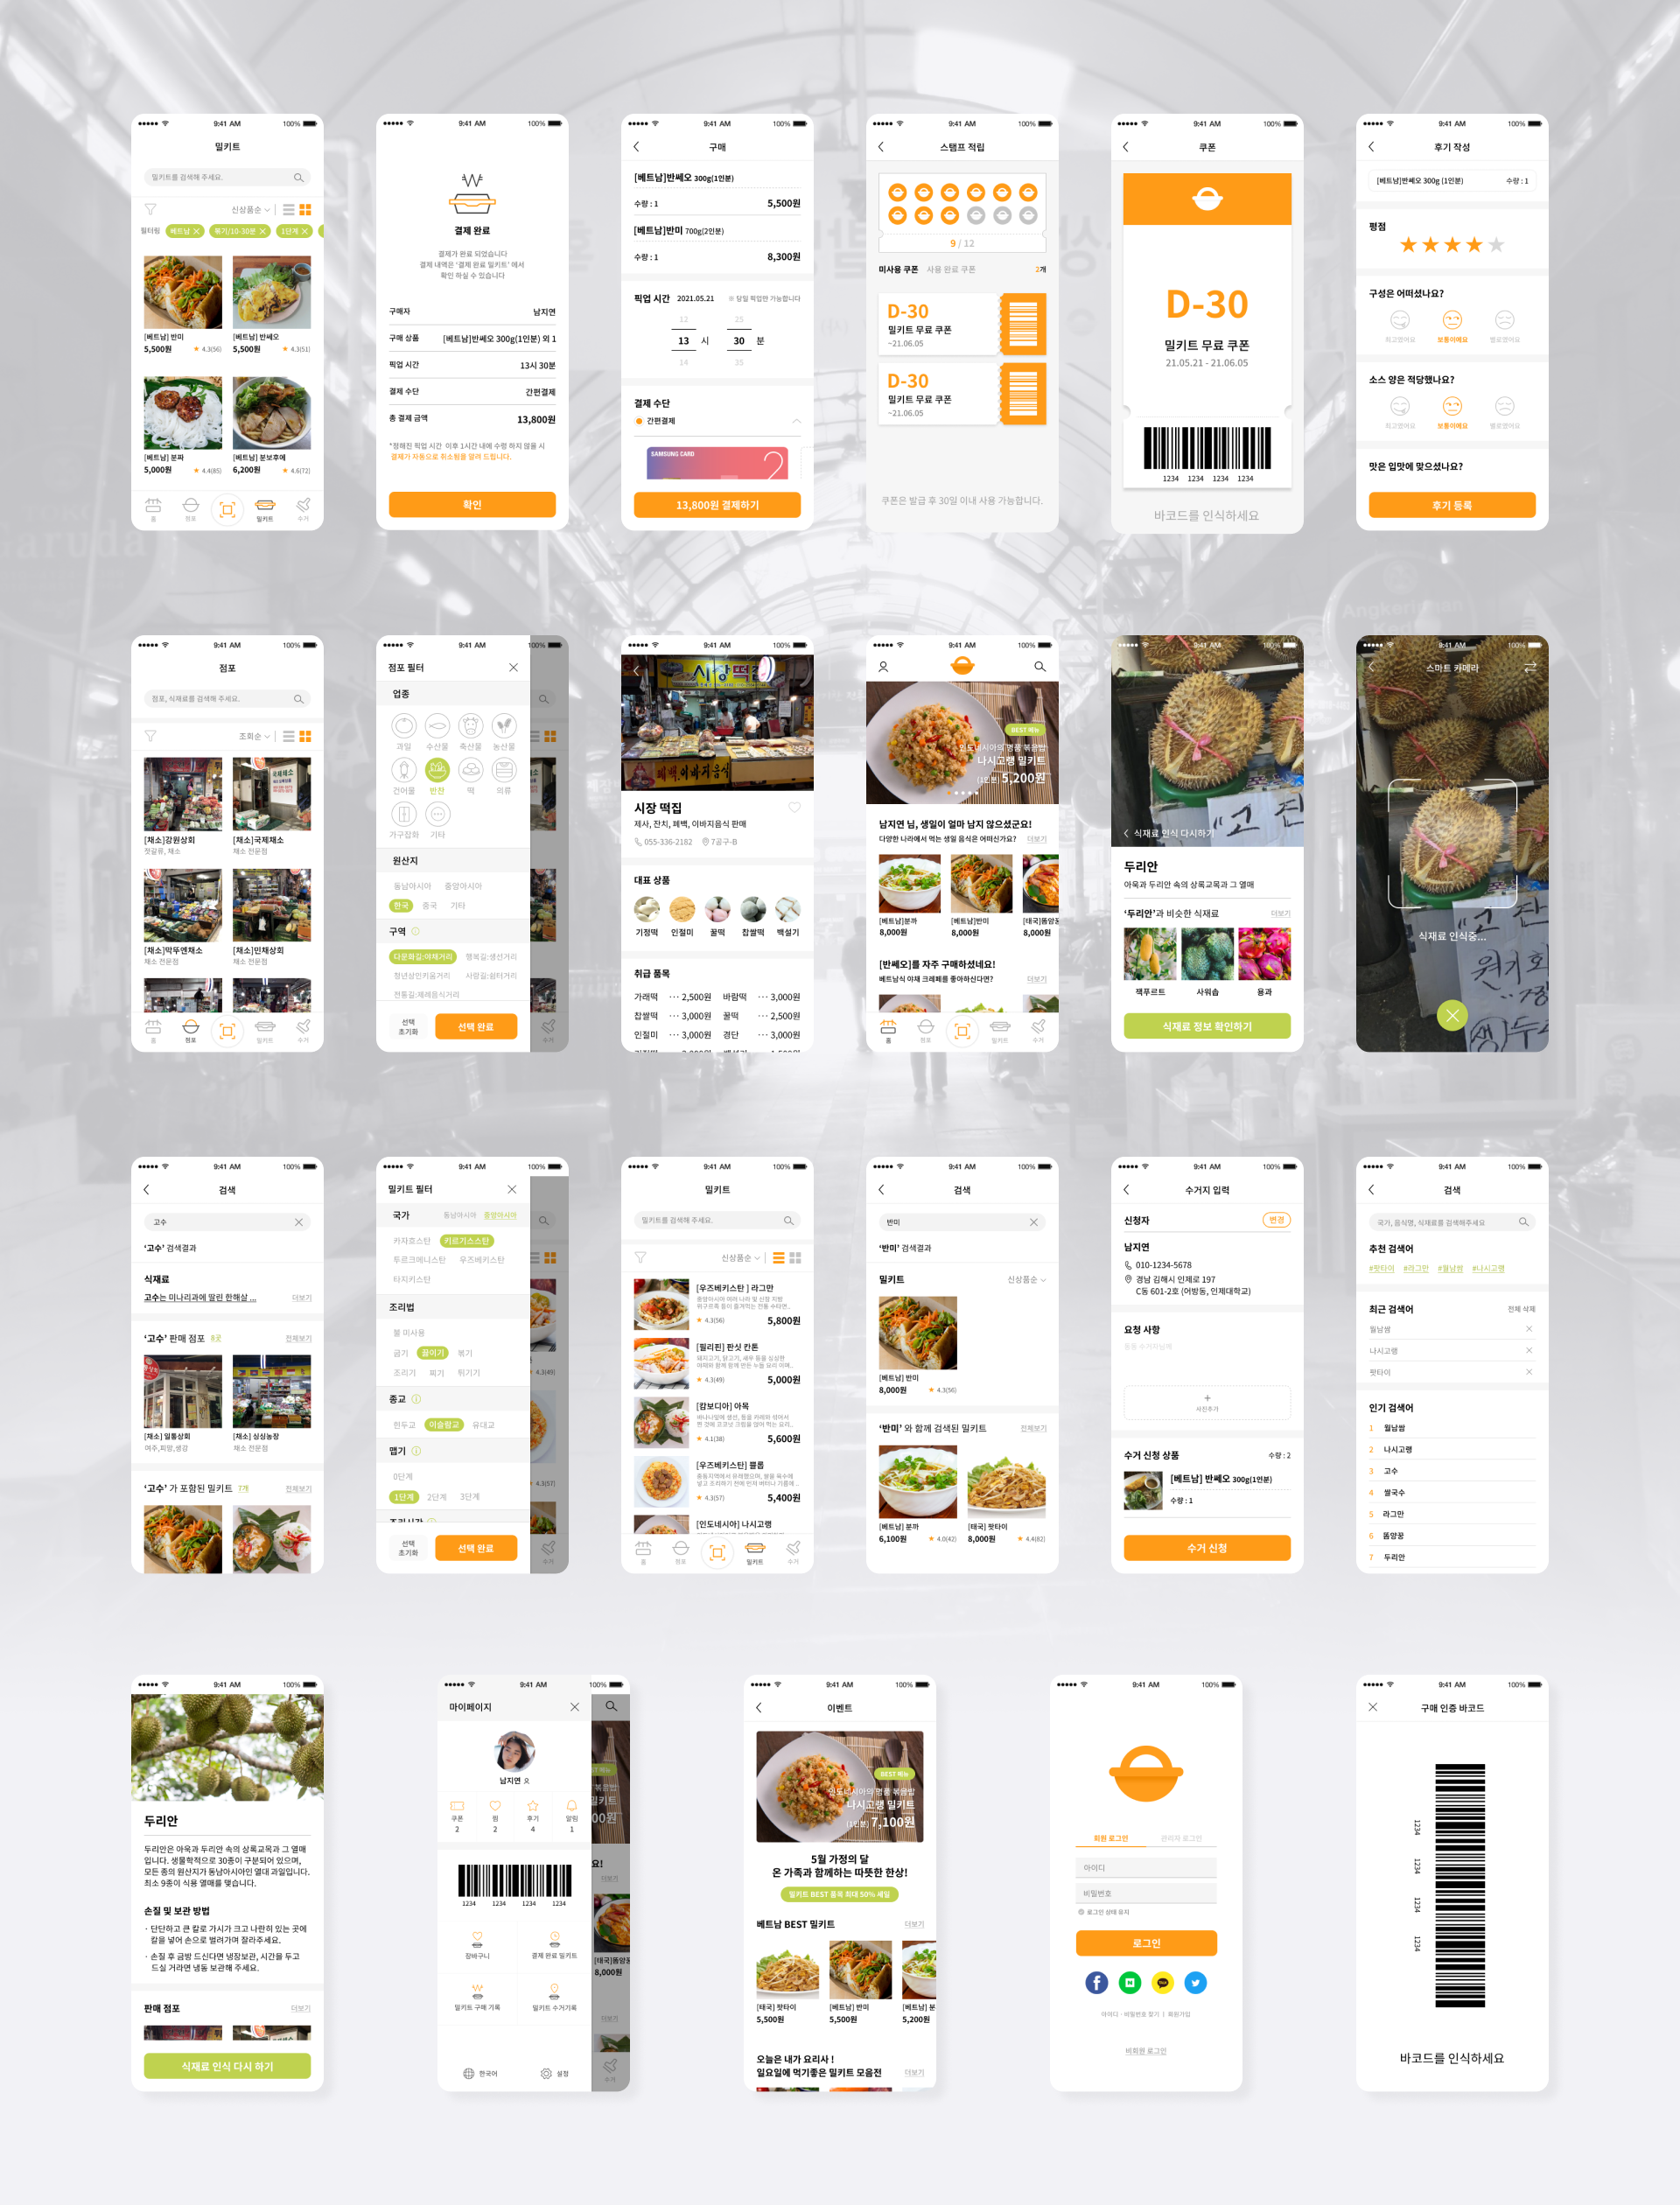 9:41 AM
100%
밀키트
밀키트를 검색해 주세요.
신상품순
필터링
베트남
볶기/10-30분
1단계
[베트남] 반미
5,500원
4.3(56)
[베트남] 반쎄오
5,500원
4.3(51)
[베트남] 분짜
5,000원
4.4(85)
[베트남] 분보후에
6,200원
4.6(72)
홈
점포
밀키트
수거
9:41 AM
100%
결제 완료
결제가 완료 되었습니다
결제 내역은 '결제 완료 밀키트' 에서
확인 하실 수 있습니다
구매자
남지연
구매 상품
[베트남]반쎄오 300g(1인분) 외 1
픽업 시간
13시 30분
결제 수단
간편결제
총 결제 금액
13,800원
*정해진 픽업 시간 이후 1시간 내에 수령 하지 않을 시
결제가 자동으로 취소됨을 알려 드립니다.
확인
9:41 AM
100%
구매
[베트남]반쎄오 300g(1인분)
수량 : 1
5,500원
[베트남]반미 700g(2인분)
수량 : 1
8,300원
픽업 시간
2021.05.21
※ 당일 픽업만 가능합니다
12
25
13
시
30
분
14
35
결제 수단
간편결제
SAMSUNG CARD
2
13,800원 결제하기
9:41 AM
100%
스탬프 적립
9 / 12
미사용 쿠폰
사용 완료 쿠폰
2개
D-30
밀키트 무료 쿠폰
~21.06.05
D-30
밀키트 무료 쿠폰
~21.06.05
쿠폰은 발급 후 30일 이내 사용 가능합니다.
9:41 AM
100%
쿠폰
D-30
밀키트 무료 쿠폰
21.05.21 - 21.06.05
1234 1234 1234 1234
바코드를 인식하세요
9:41 AM
100%
후기 작성
[베트남]반쎄오 300g (1인분)
수량 : 1
평점
구성은 어떠셨나요?
최고였어요
보통이에요
별로였어요
소스 양은 적당했나요?
최고였어요
보통이에요
별로였어요
맛은 입맛에 맞으셨나요?
후기 등록
9:41 AM
100%
점포
점포, 식재료를 검색해 주세요.
조회순
[채소]강원상회
젓갈류, 채소
[채소]국제채소
채소 전문점
[채소]막뚜엔채소
채소 전문점
[채소]민채상회
채소 전문점
홈
점포
밀키트
수거
9:41 AM
100%
점포 필터
업종
과일
수산물
축산물
농산물
건어물
반찬
떡
의류
가구잡화
기타
원산지
동남아시아
중앙아시아
한국
중국
기타
구역
다문화길:야채거리
행복길:생선거리
청년상인키움거리
사랑길:쉼터거리
전통길:제례음식거리
선택
초기화
선택 완료
수거
9:41 AM
100%
시장떡집
폐백.이바지음식
시장 떡집
제사, 잔치, 폐백, 이바지음식 판매
055-336-2182
7공구-B
대표 상품
기정떡
인절미
꿀떡
찹쌀떡
백설기
취급 품목
가래떡 ··· 2,500원
바람떡 ··· 3,000원
찹쌀떡 ··· 3,000원
꿀떡 ··· 2,500원
인절미 ··· 3,000원
경단 ··· 3,000원
9:41 AM
100%
BEST 메뉴
인도네시아의 명품 볶음밥
나시고랭 밀키트
(1인분) 5,200원
남지연 님, 생일이 얼마 남지 않으셨군요!
다양한 나라에서 먹는 생일 음식은 어떠신가요?
더보기
[베트남]분짜
8,000원
[베트남]반미
8,000원
[태국]똠얌꿍
8,000원
[반쎄오]를 자주 구매하셨네요!
베트남식 야채 크레페를 좋아하신다면?
더보기
홈
점포
밀키트
수거
9:41 AM
100%
식재료 인식 다시하기
두리안
아욱과 두리안 속의 상록교목과 그 열매
'두리안'과 비슷한 식재료
더보기
잭푸르트
사워솝
용과
식재료 정보 확인하기
9:41 AM
100%
스마트 카메라
식재료 인식중...
9:41 AM
100%
검색
고수
'고수' 검색결과
식재료
고수는 미나리과에 딸린 한해살 ...
더보기
'고수' 판매 점포
8곳
전체보기
[채소] 일통상회
여주,피망,생강
[채소] 싱싱농장
채소 전문점
'고수' 가 포함된 밀키트
7개
전체보기
9:41 AM
100%
밀키트 필터
국가
동남아시아
중앙아시아
카자흐스탄
키르기스스탄
투르크메니스탄
우즈베키스탄
타지키스탄
조리법
불 미사용
굽기
끓이기
볶기
조리기
찌기
튀기기
종교
힌두교
이슬람교
유대교
맵기
0단계
1단계
2단계
3단계
선택
초기화
선택 완료
4.3(49)
4.3(57)
수거
9:41 AM
100%
밀키트
밀키트를 검색해 주세요.
신상품순
[우즈베키스탄 ] 라그만
4.3(56)
5,800원
[필리핀] 판싯 칸톤
4.3(49)
5,000원
[캄보디아] 아목
4.1(38)
5,600원
[우즈베키스탄] 쁠롭
4.3(57)
5,400원
[인도네시아] 나시고랭
홈
점포
밀키트
수거
9:41 AM
100%
검색
반미
'반미' 검색결과
밀키트
신상품순
[베트남] 반미
8,000원
4.3(56)
'반미' 와 함께 검색된 밀키트
전체보기
[베트남] 분짜
6,100원
4.0(42)
[태국] 팟타이
8,000원
4.4(82)
9:41 AM
100%
수거지 입력
신청자
변경
남지연
010-1234-5678
경남 김해시 인제로 197
C동 601-2호 (어방동, 인제대학교)
요청 사항
사진추가
수거 신청 상품
수량 : 2
[베트남] 반쎄오 300g(1인분)
수량 : 1
수거 신청
9:41 AM
100%
검색
국가, 음식명, 식재료를 검색해주세요
추천 검색어
#팟타이 #라그만 #월남쌈 #나시고랭
최근 검색어
전체 삭제
월남쌈
나시고랭
팟타이
인기 검색어
1 월남쌈
2 나시고랭
3 고수
4 쌀국수
5 라그만
6 똠얌꿍
7 두리안
9:41 AM
100%
두리안
두리안은 아욱과 두리안 속의 상록교목과 그 열매
입니다. 생물학적으로 30종이 구분되어 있으며,
모든 종의 원산지가 동남아시아인 열대 과일입니다.
최소 9종이 식용 열매를 맺습니다.
손질 및 보관 방법
· 단단하고 큰 칼로 가시가 크고 나란히 있는 곳에
칼을 넣어 손으로 벌려가며 잘라주세요.
· 손질 후 금방 드신다면 냉장보관, 시간을 두고
드실 거라면 냉동 보관해 주세요.
판매 점포
더보기
식재료 인식 다시 하기
9:41 AM
100%
마이페이지
남지연
쿠폰
2
찜
2
후기
4
알림
1
1234 1234 1234 1234
장바구니
결제 완료 밀키트
밀키트 구매 기록
밀키트 수거기록
한국어
설정
더보기
[태국]똠얌꿍
8,000원
더보기
수거
9:41 AM
100%
이벤트
BEST 메뉴
인도네시아의 명품 볶음밥
나시고랭 밀키트
(1인분) 7,100원
5월 가정의 달
온 가족과 함께하는 따뜻한 한상!
밀키트 BEST 품목 최대 50% 세일
베트남 BEST 밀키트
더보기
[태국] 팟타이
5,500원
[베트남] 반미
5,500원
[베트남] 분
5,200원
오늘은 내가 요리사 !
일요일에 먹기좋은 밀키트 모음전
더보기
9:41 AM
100%
회원 로그인
관리자 로그인
아이디
비밀번호
로그인 상태 유지
로그인
아이디 · 비밀번호 찾기 | 회원가입
비회원 로그인
9:41 AM
100%
구매 인증 바코드
1234 1234 1234 1234
바코드를 인식하세요